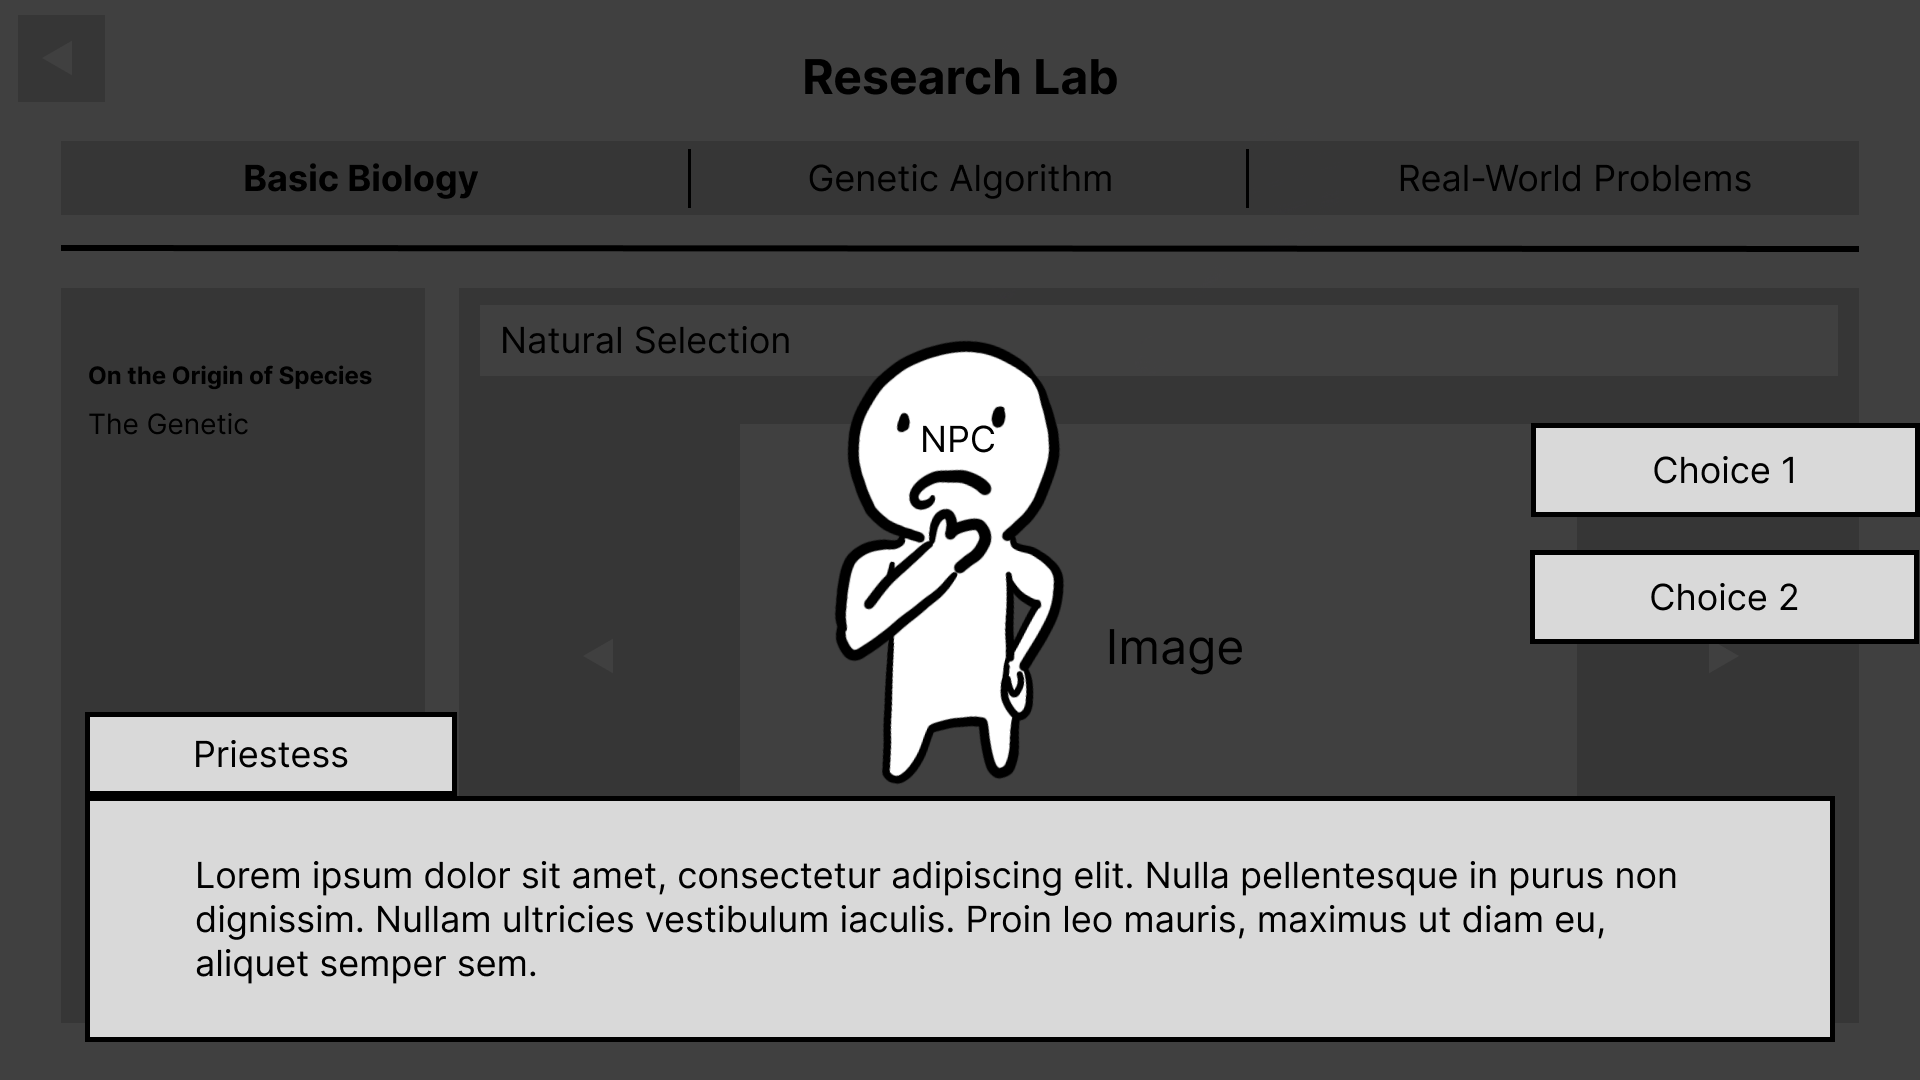 Research Lab
Basic Biology
Genetic Algorithm
Real-World Problems
Natural Selection
On the Origin of Species
The Genetic
NPC
Choice 1
Choice 2
Image
Priestess
Lorem ipsum dolor sit amet, consectetur adipiscing elit. Nulla pellentesque in purus non
dignissim. Nullam ultricies vestibulum iaculis. Proin leo mauris, maximus ut diam eu,
aliquet semper sem.